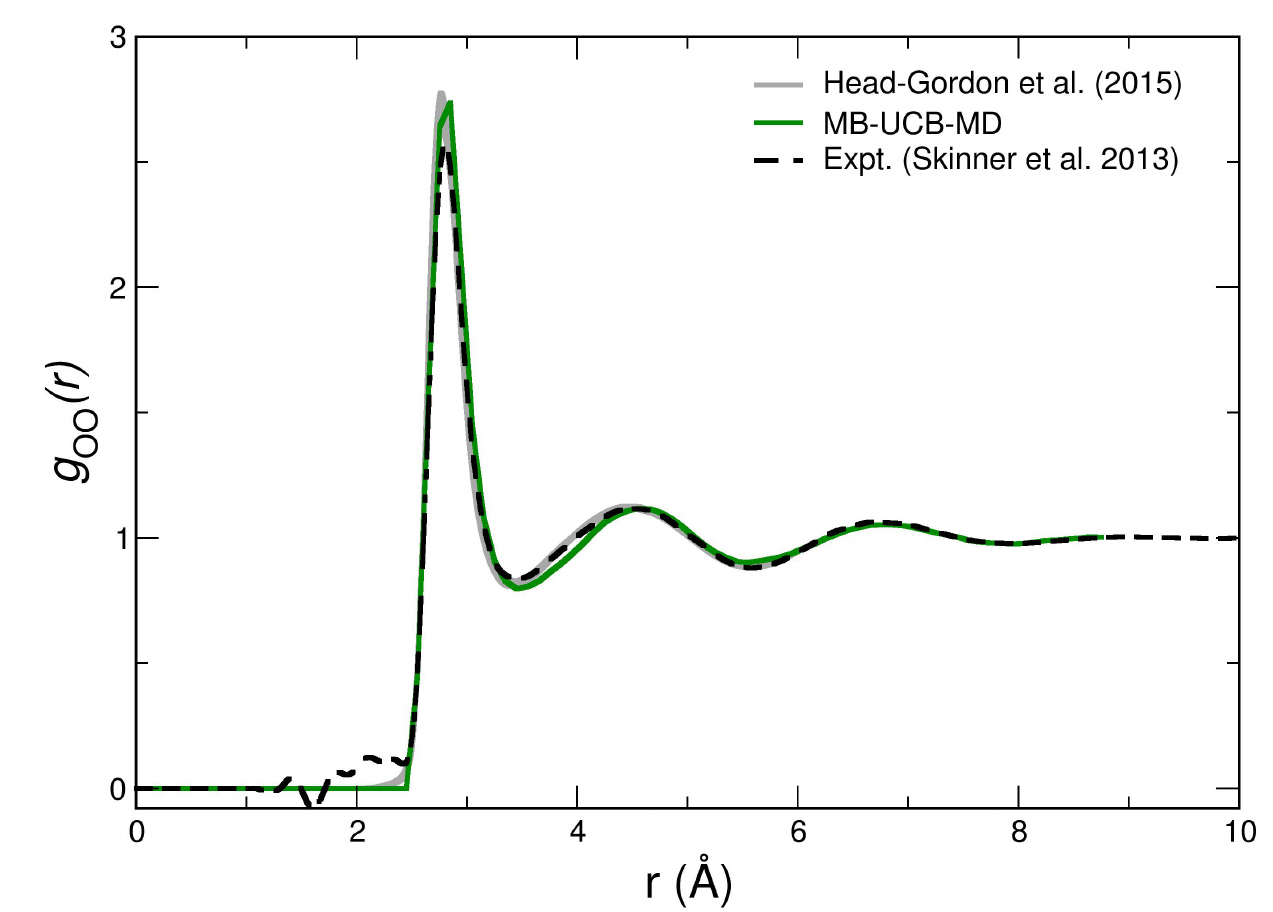 3
2
1
0
0
2
4
6
8
10
gOO(r)
r (Å)
Head-Gordon et al. (2015)
MB-UCB-MD
Expt. (Skinner et al. 2013)